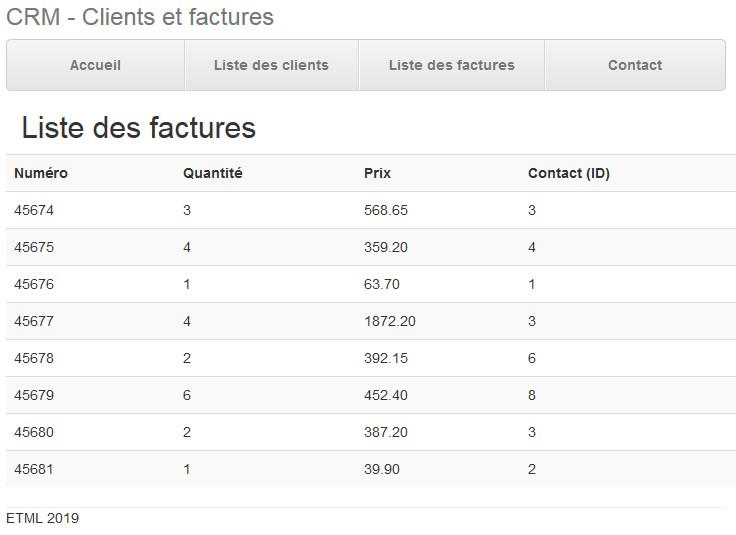 CRM - Clients et factures
Accueil Liste des clients Liste des factures Contact
Liste des factures
Numéro Quantité Prix Contact (ID)
45674 3 568.65 3
45675 4 359.20 4
45676 1 63.70 1
45677 4 1872.20 3
45678 2 392.15 6
45679 6 452.40 8
45680 2 387.20 3
45681 1 39.90 2
ETML 2019